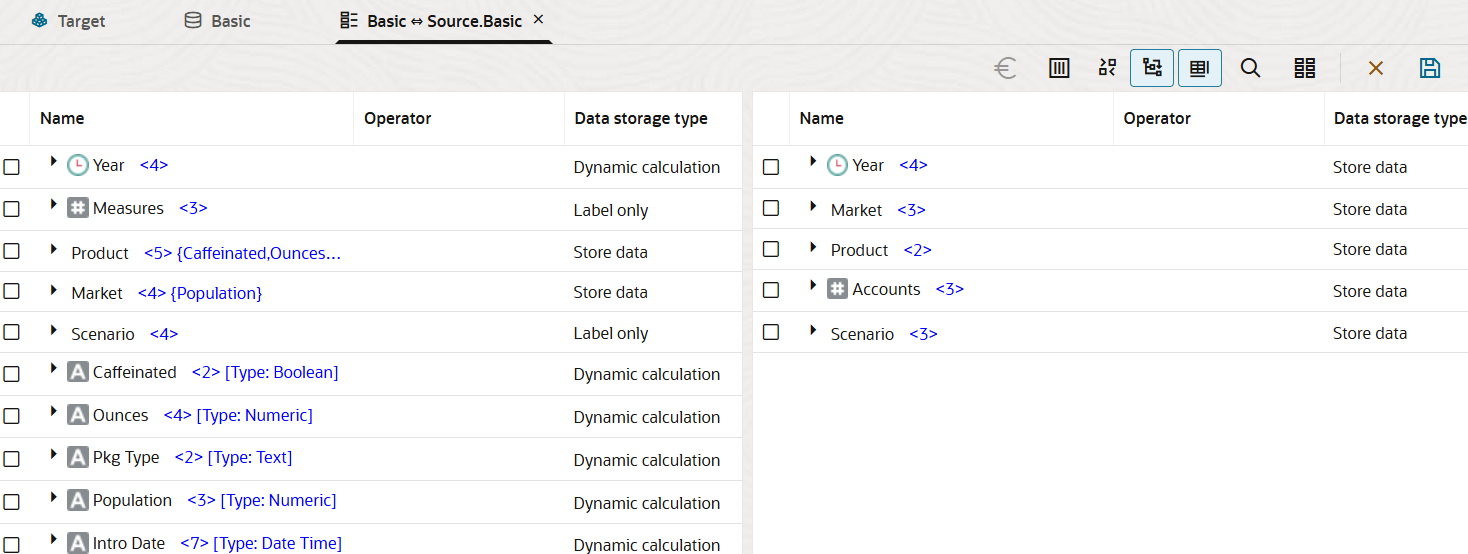 Target Basic Basic ⇔ Source.Basic ×
Name Operator Data storage type Name Operator Data storage type
Year <4> Dynamic calculation Year <4> Store data
# Measures <3> Label only Market <3> Store data
Product <5> {Caffeinated,Ounces... Store data Product <2> Store data
Market <4> {Population} Store data # Accounts <3> Store data
Scenario <4> Label only Scenario <3> Store data
A Caffeinated <2> [Type: Boolean] Dynamic calculation
A Ounces <4> [Type: Numeric] Dynamic calculation
A Pkg Type <2> [Type: Text] Dynamic calculation
A Population <3> [Type: Numeric] Dynamic calculation
A Intro Date <7> [Type: Date Time] Dynamic calculation